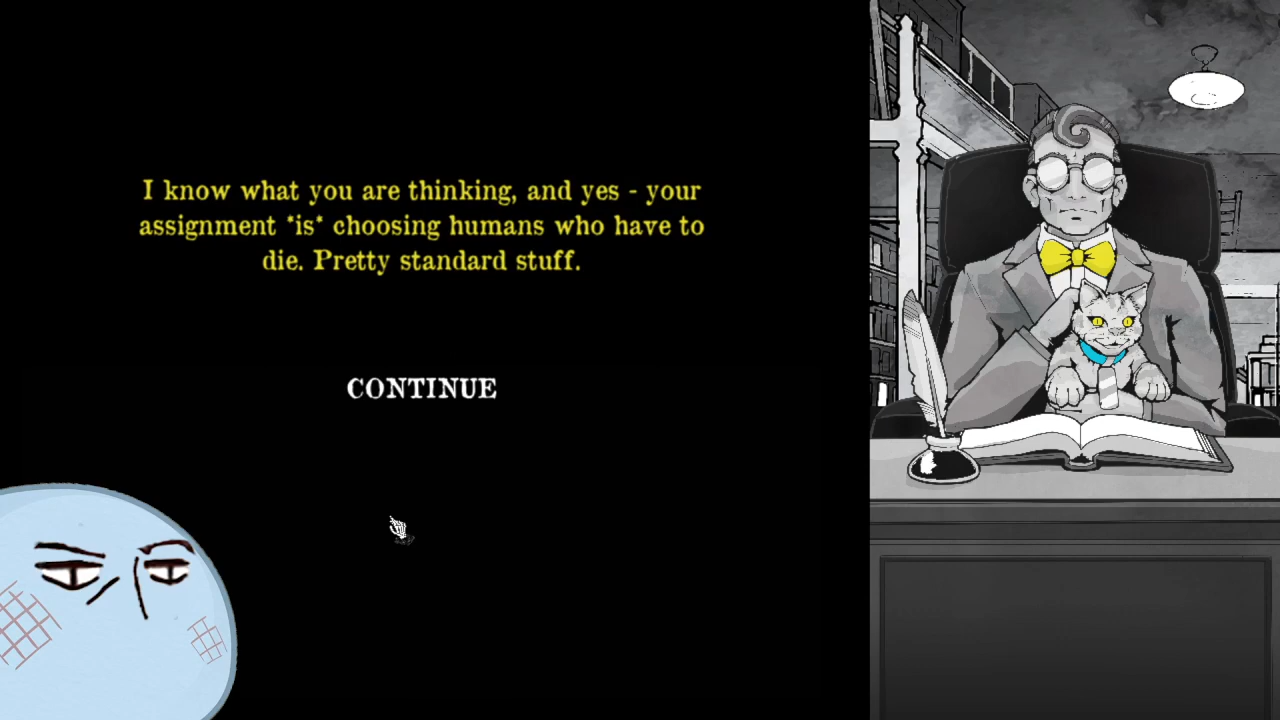 I know what you are thinking, and yes - your
assignment *is* choosing humans who have to
die. Pretty standard stuff.
CONTINUE